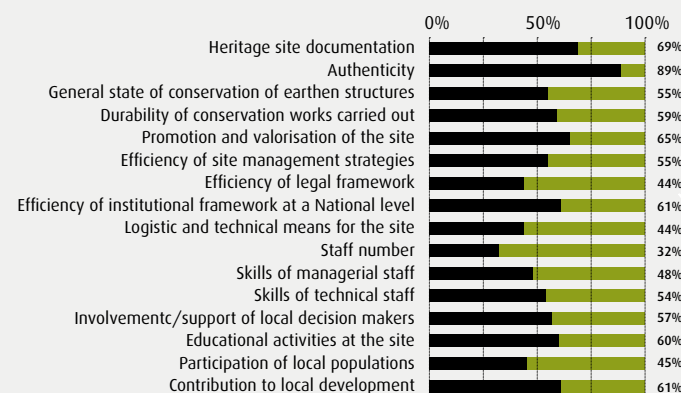 0% 50% 100%
Heritage site documentation 69%
Authenticity 89%
General state of conservation of earthen structures 55%
Durability of conservation works carried out 59%
Promotion and valorisation of the site 65%
Efficiency of site management strategies 55%
Efficiency of legal framework 44%
Efficiency of institutional framework at a National level 61%
Logistic and technical means for the site 44%
Staff number 32%
Skills of managerial staff 48%
Skills of technical staff 54%
Involvementc/support of local decision makers 57%
Educational activities at the site 60%
Participation of local populations 45%
Contribution to local development 61%